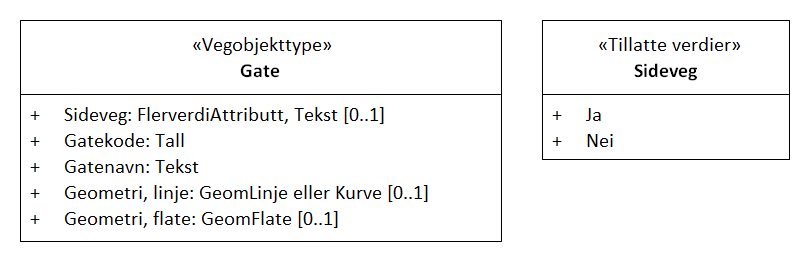 «Vegobjekttype»
Gate
+ Sideveg: FlerverdiAttributt, Tekst [0..1]
+ Gatekode: Tall
+ Gatenavn: Tekst
+ Geometri, linje: GeomLinje eller Kurve [0..1]
+ Geometri, flate: GeomFlate [0..1]
«Tillatte verdier»
Sideveg
+ Ja
+ Nei